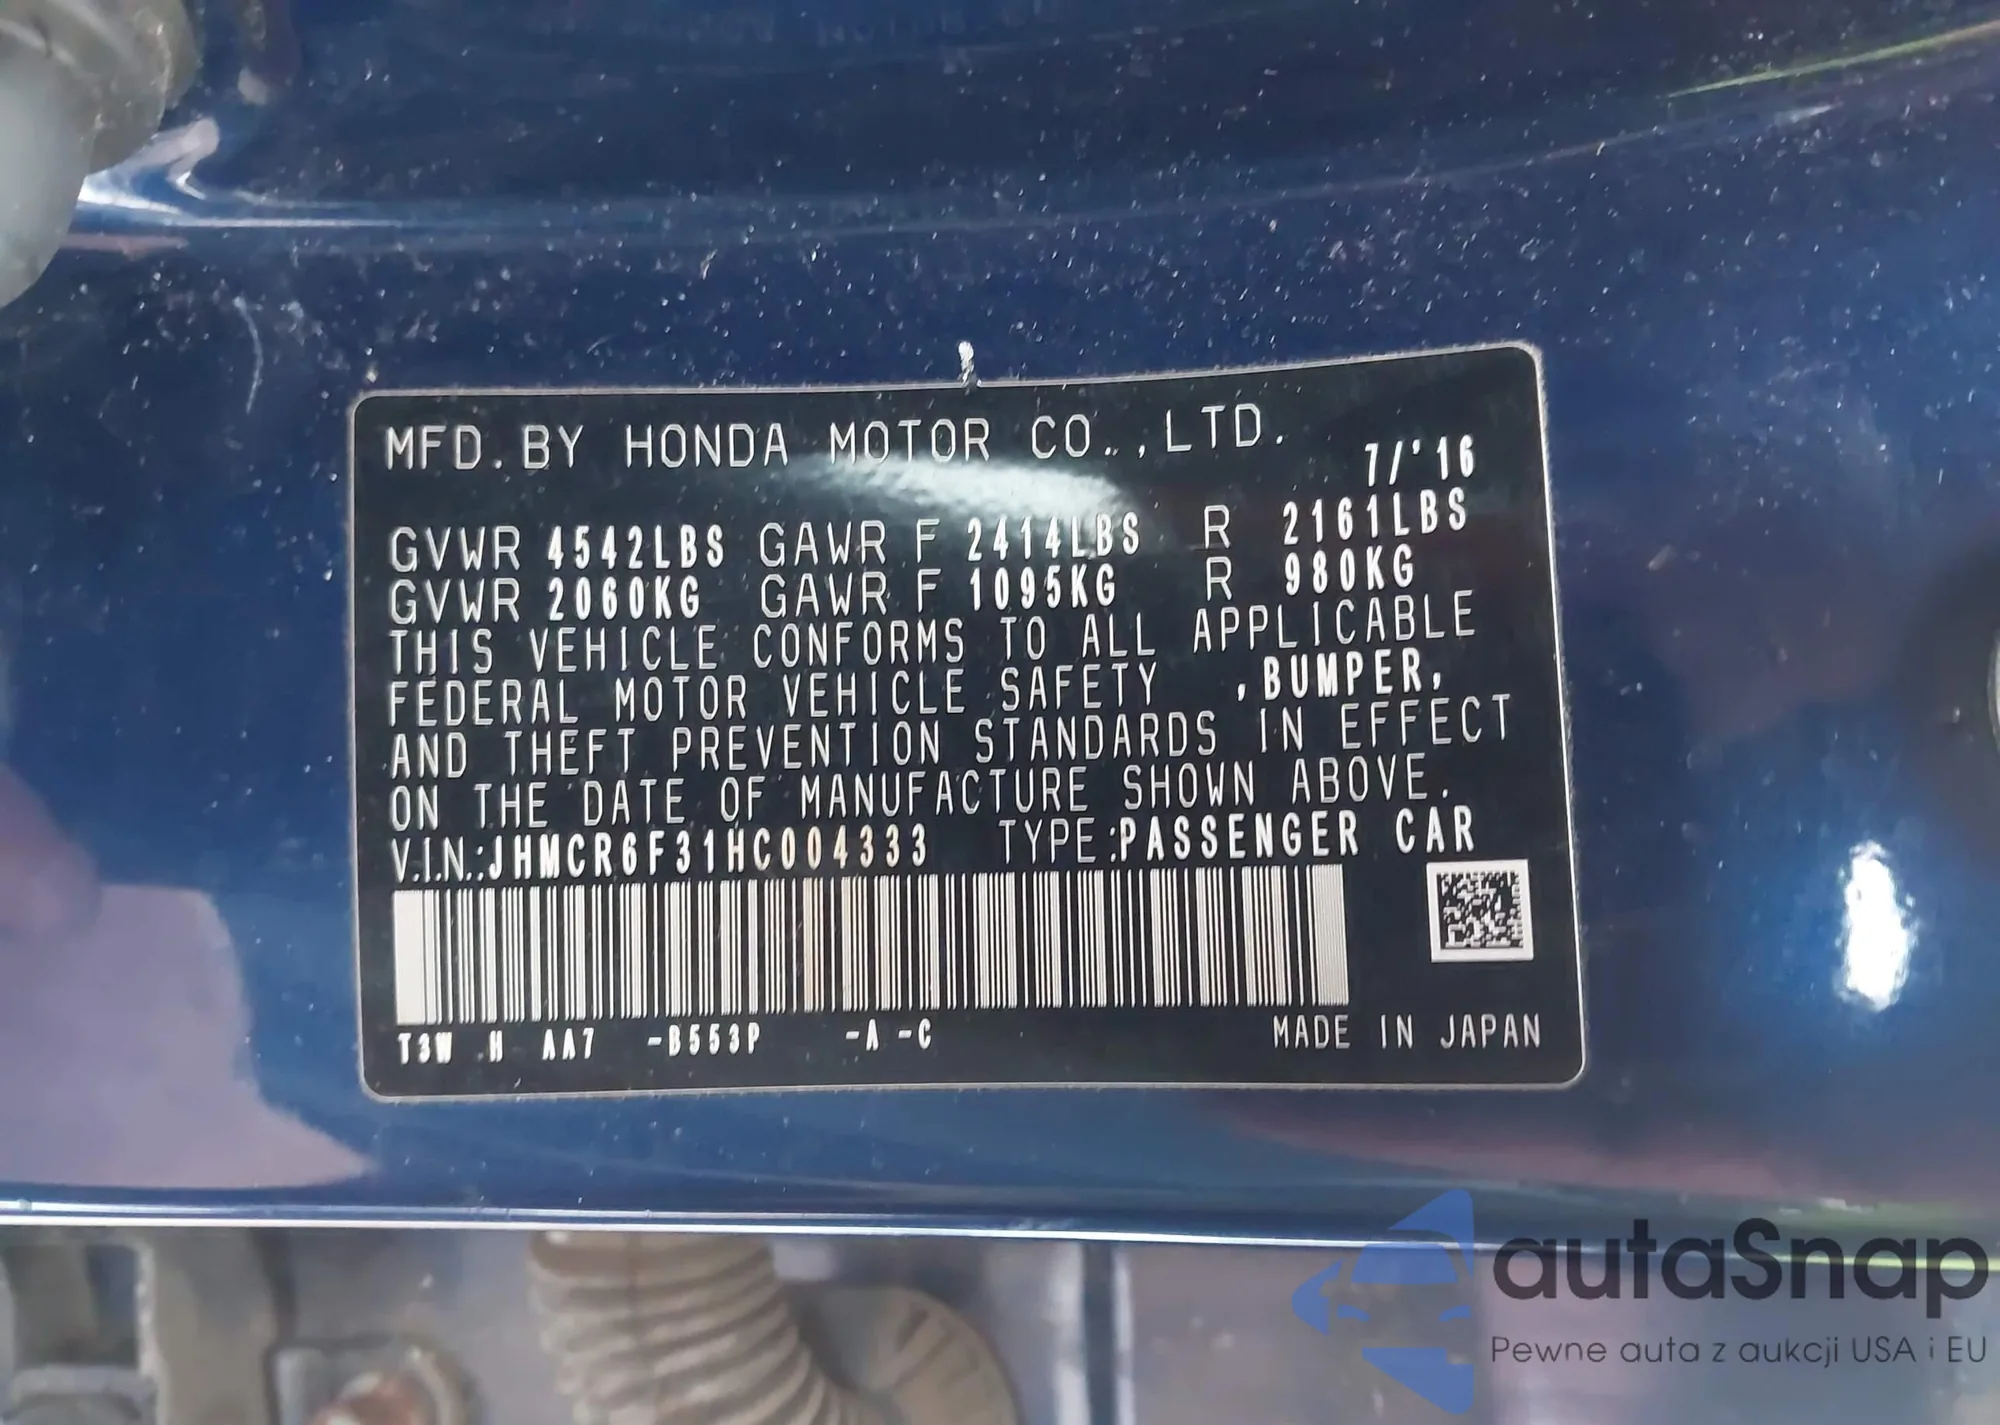 MFD. BY HONDA MOTOR CO., LTD.
7/'16
GVWR 4542LBS GAWR F 2414LBS R 2161LBS
GVWR 2060KG GAWR F 1095KG R 980KG
THIS VEHICLE CONFORMS TO ALL APPLICABLE
FEDERAL MOTOR VEHICLE SAFETY , BUMPER,
AND THEFT PREVENTION STANDARDS IN EFFECT
ON THE DATE OF MANUFACTURE SHOWN ABOVE.
V.I.N.:JHMCR6F31HC004333 TYPE:PASSENGER CAR
T3W H AA7 -B553P -A -C MADE IN JAPAN
autaSnap
Pewne auta z aukcji USA i EU